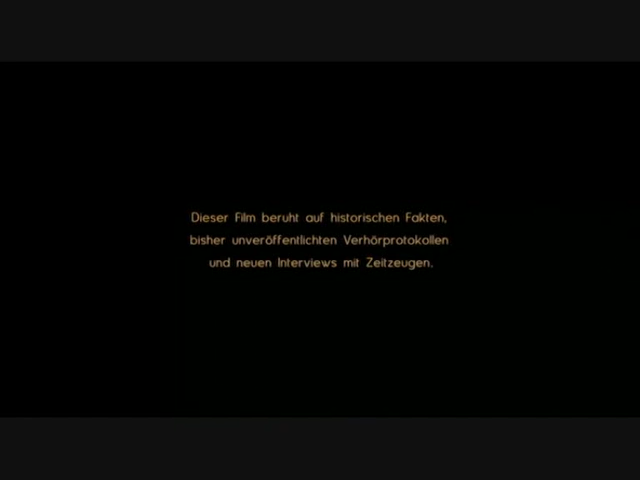 Dieser Film beruht auf historischen Fakten,
bisher unveröffentlichten Verhörprotokollen
und neuen Interviews mit Zeitzeugen.